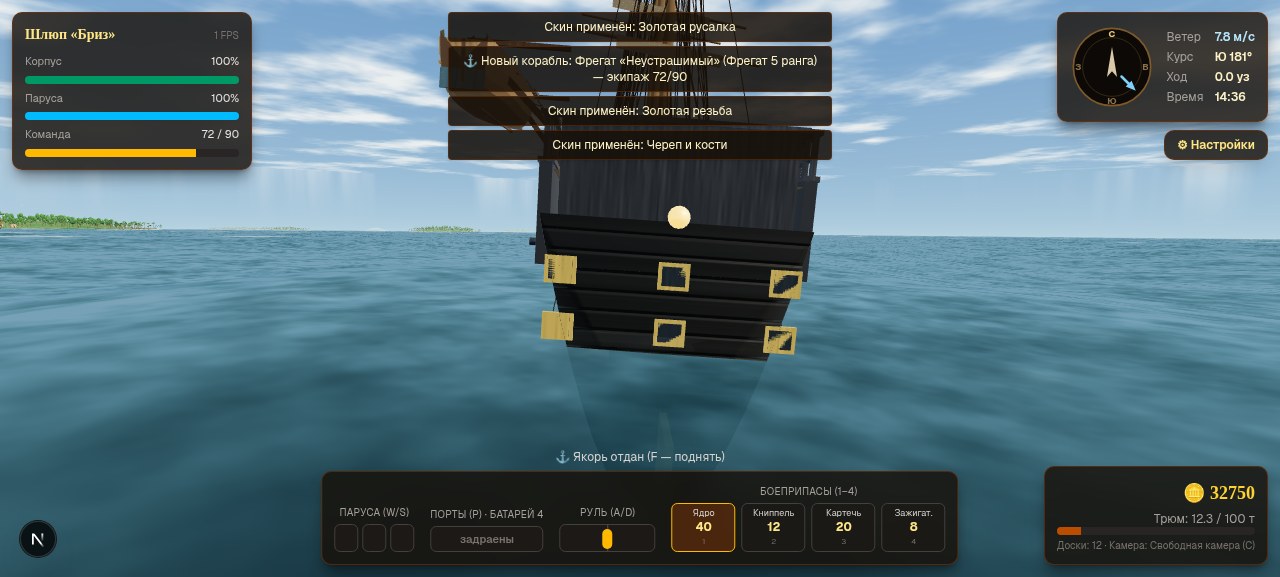 Шлюп «Бриз»
1 FPS
Корпус
100%
Паруса
100%
Команда
72 / 90
Скин применён: Золотая русалка
⚓ Новый корабль: Фрегат «Неустрашимый» (Фрегат 5 ранга)
— экипаж 72/90
Скин применён: Золотая резьба
Скин применён: Череп и кости
С
З
В
Ю
Ветер
7.8 м/с
Курс
Ю 181°
Ход
0.0 уз
Время
14:36
⚙ Настройки
⚓ Якорь отдан (F — поднять)
ПАРУСА (W/S)
ПОРТЫ (P) · БАТАРЕЙ 4
задраены
РУЛЬ (A/D)
БОЕПРИПАСЫ (1–4)
Ядро
40
1
Книппель
12
2
Картечь
20
3
Зажигат.
8
4
🪙 32750
Трюм: 12.3 / 100 т
Доски: 12 · Камера: Свободная камера (C)
N